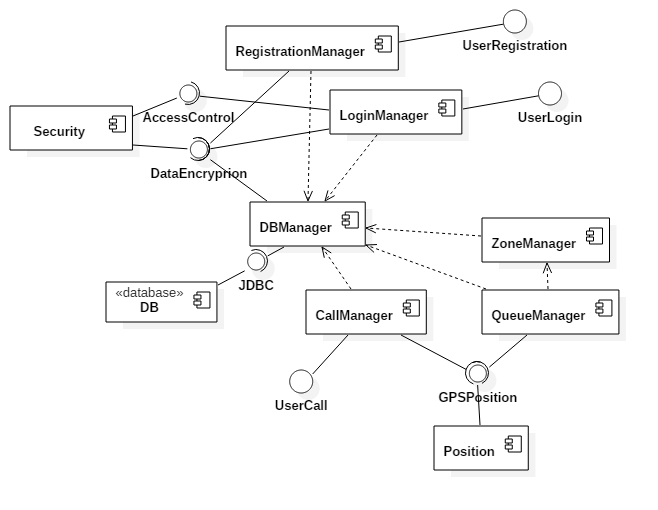 UserRegistration
RegistrationManager
AccessControl
LoginManager
UserLogin
Security
DataEncryprion
DBManager
ZoneManager
JDBC
«database»
DB
CallManager
QueueManager
UserCall
GPSPosition
Position